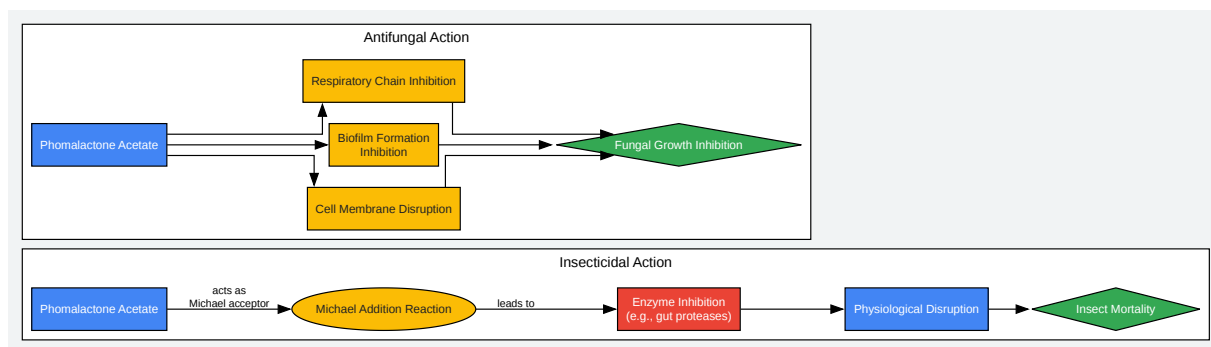 Antifungal Action
Respiratory Chain Inhibition
Phomalactone Acetate
Biofilm Formation
Inhibition
Fungal Growth Inhibition
Cell Membrane Disruption
Insecticidal Action
Phomalactone Acetate
acts as
Michael acceptor
Michael Addition Reaction
leads to
Enzyme Inhibition
(e.g., gut proteases)
Physiological Disruption
Insect Mortality